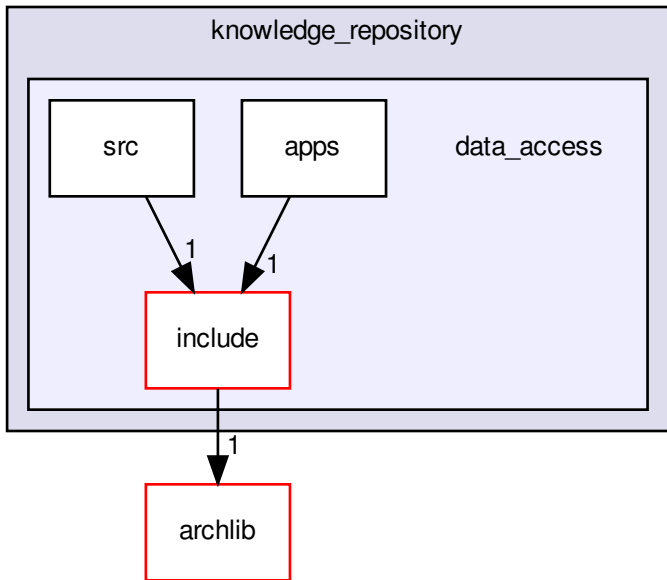 knowledge_repository
src
apps
data_access
1
1
include
1
archlib